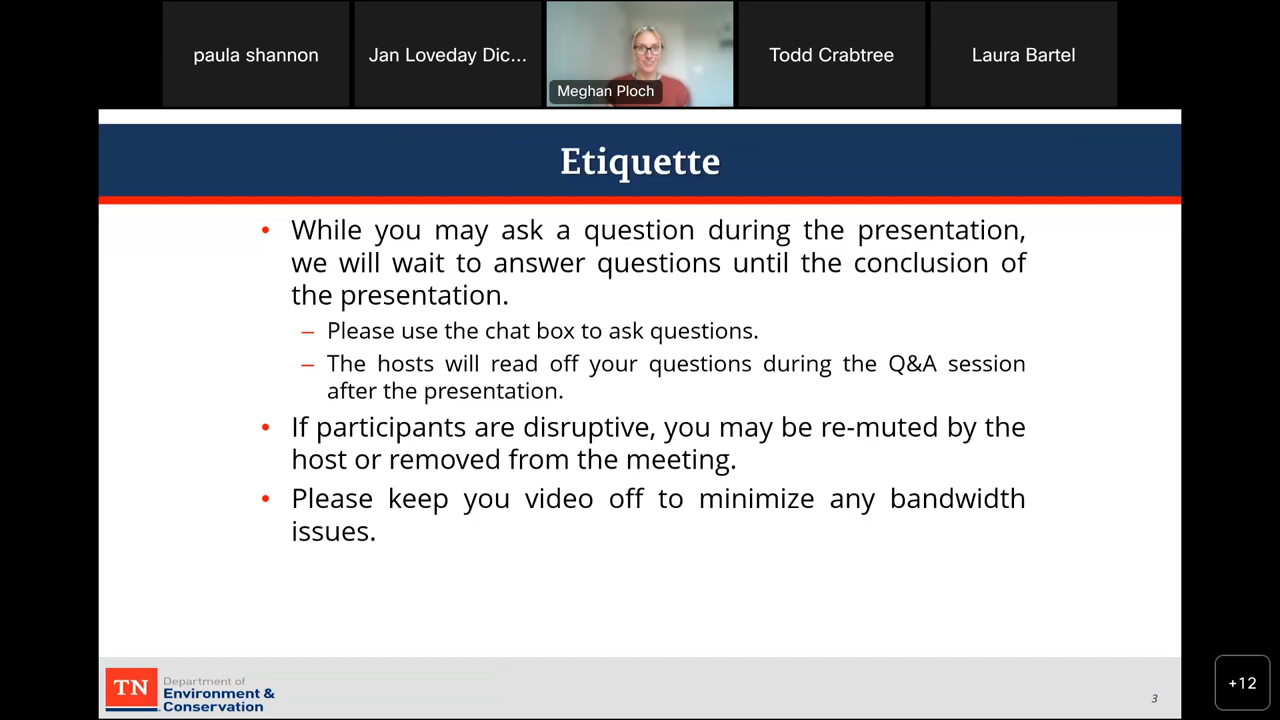 paula shannon
Jan Loveday Dic...
Meghan Ploch
Todd Crabtree
Laura Bartel
Etiquette
• While you may ask a question during the presentation,
we will wait to answer questions until the conclusion of
the presentation.
– Please use the chat box to ask questions.
– The hosts will read off your questions during the Q&A session
after the presentation.
• If participants are disruptive, you may be re-muted by the
host or removed from the meeting.
• Please keep you video off to minimize any bandwidth
issues.
TN
Department of
Environment &
Conservation
3
+12